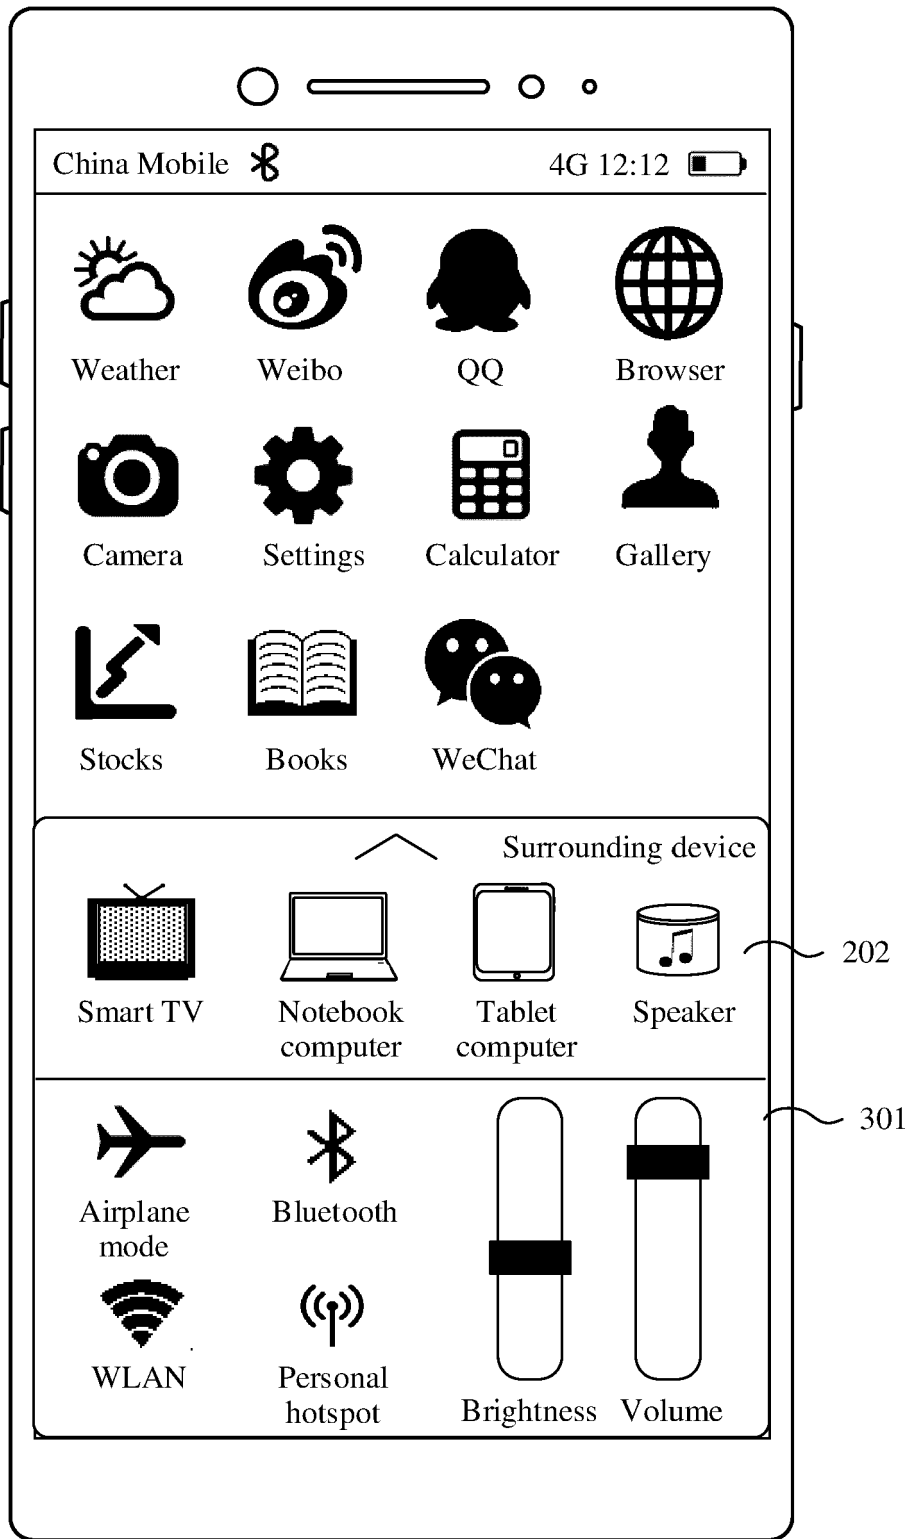 China Mobile 4G 12:12
Weather Weibo QQ Browser
Camera Settings Calculator Gallery
Stocks Books WeChat
Surrounding device
202
Smart TV Notebook computer Tablet computer Speaker
301
Airplane mode Bluetooth
WLAN Personal hotspot
Brightness Volume